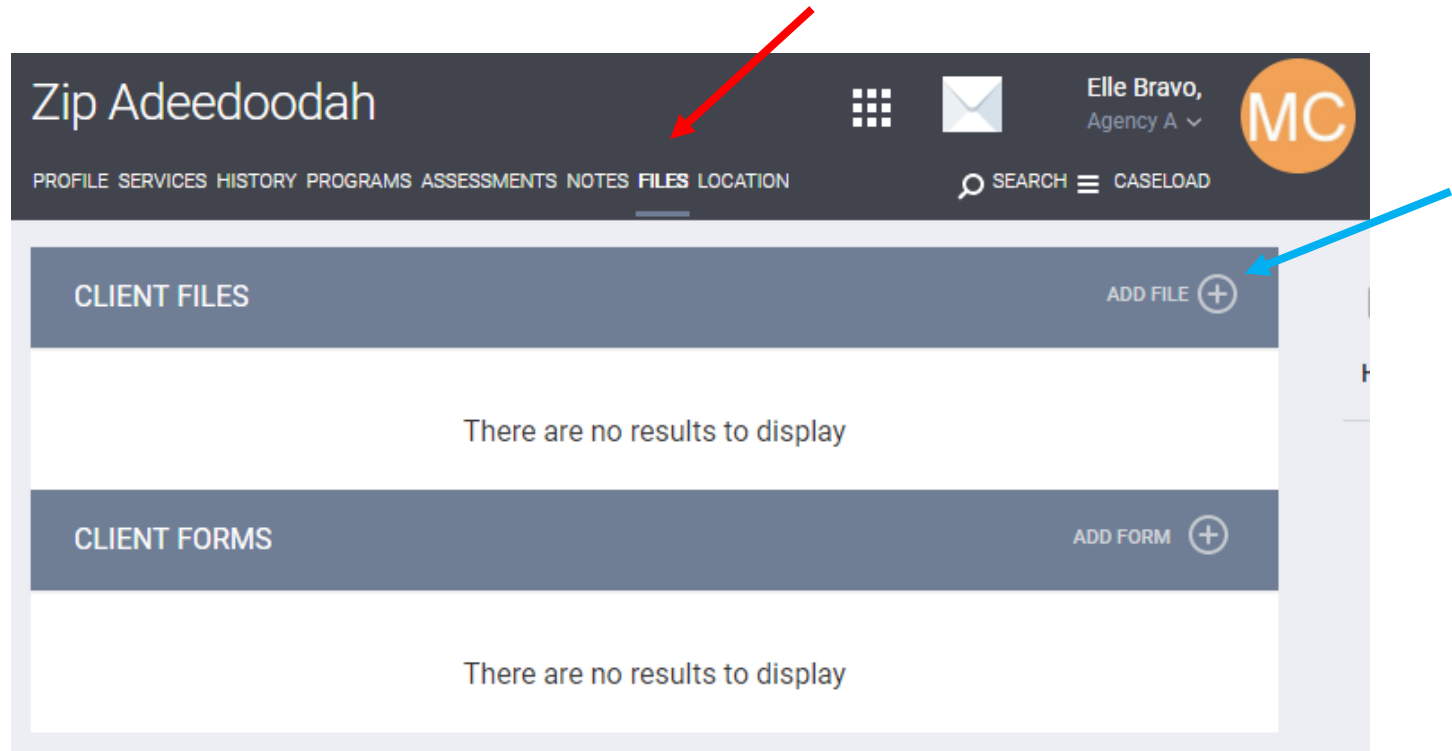 Zip Adeedoodah
Elle Bravo,
Agency A
MC
PROFILE SERVICES HISTORY PROGRAMS ASSESSMENTS NOTES FILES LOCATION
SEARCH CASELOAD
CLIENT FILES
ADD FILE
There are no results to display
CLIENT FORMS
ADD FORM
There are no results to display